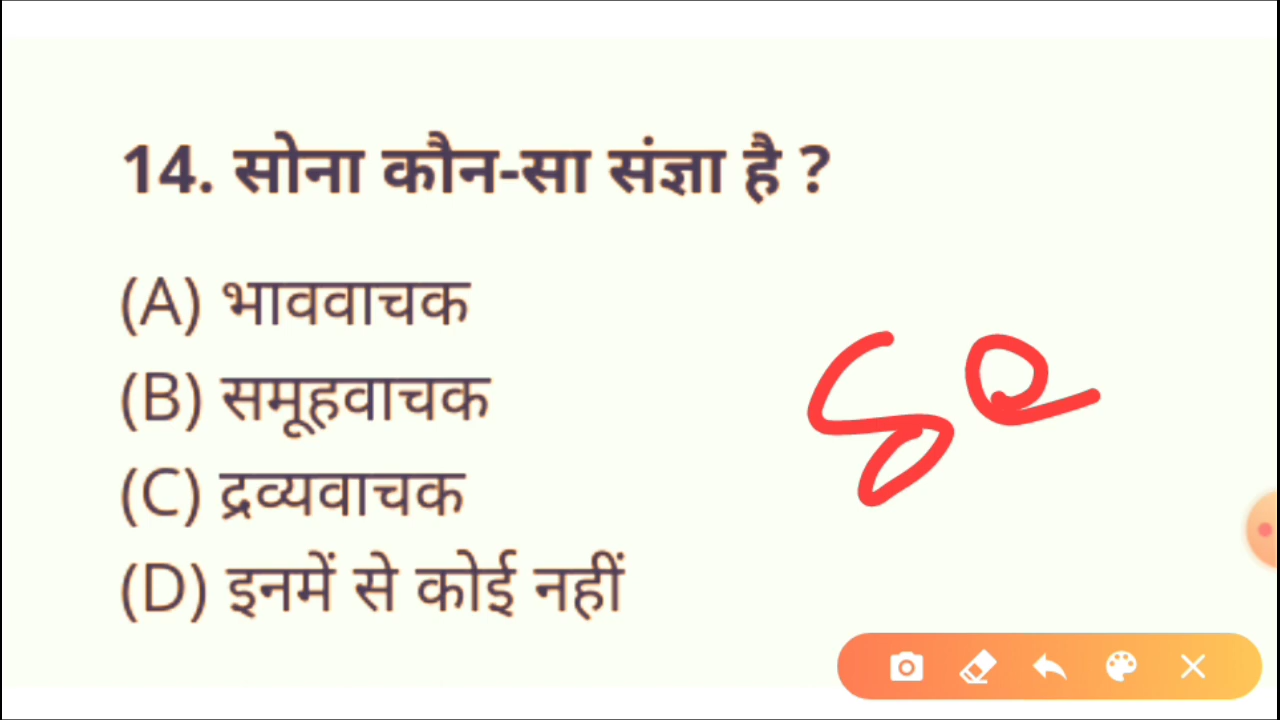 14. सोना कौन-सा संज्ञा है ?
(A) भाववाचक
(B) समूहवाचक
(C) द्रव्यवाचक
(D) इनमें से कोई नहीं